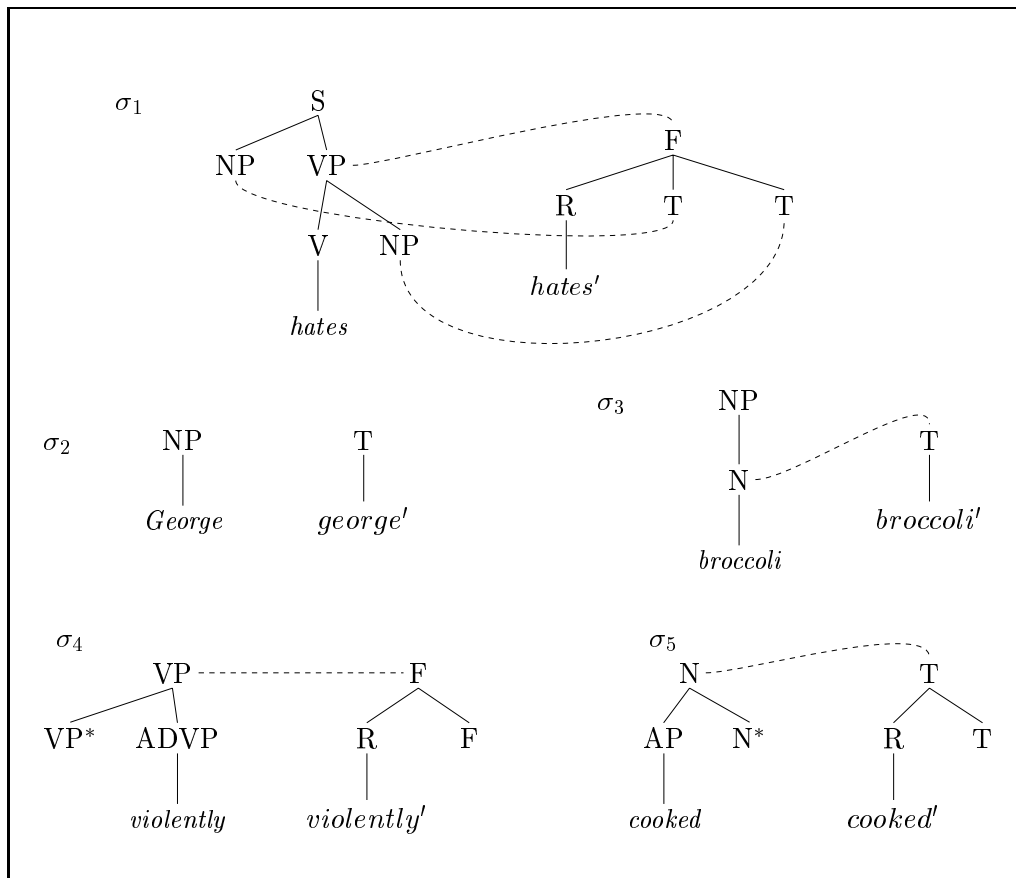 σ1 S
F
NP VP
R T T
V NP
hates′
hates
σ3 NP
σ2 NP T T
N
George george′ broccoli′
broccoli
σ4 σ5
VP F N T
VP* ADVP R F AP N* R T
violently violently′ cooked cooked′